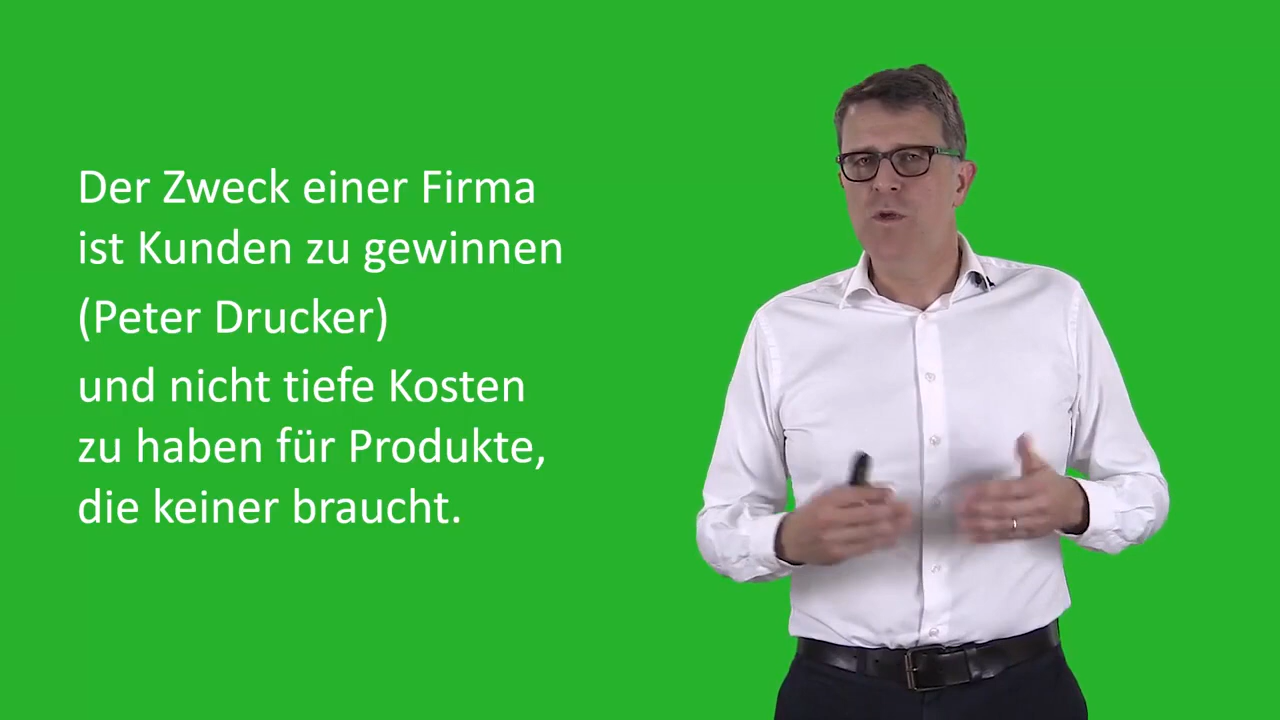 Der Zweck einer Firma
ist Kunden zu gewinnen
(Peter Drucker)
und nicht tiefe Kosten
zu haben für Produkte,
die keiner braucht.